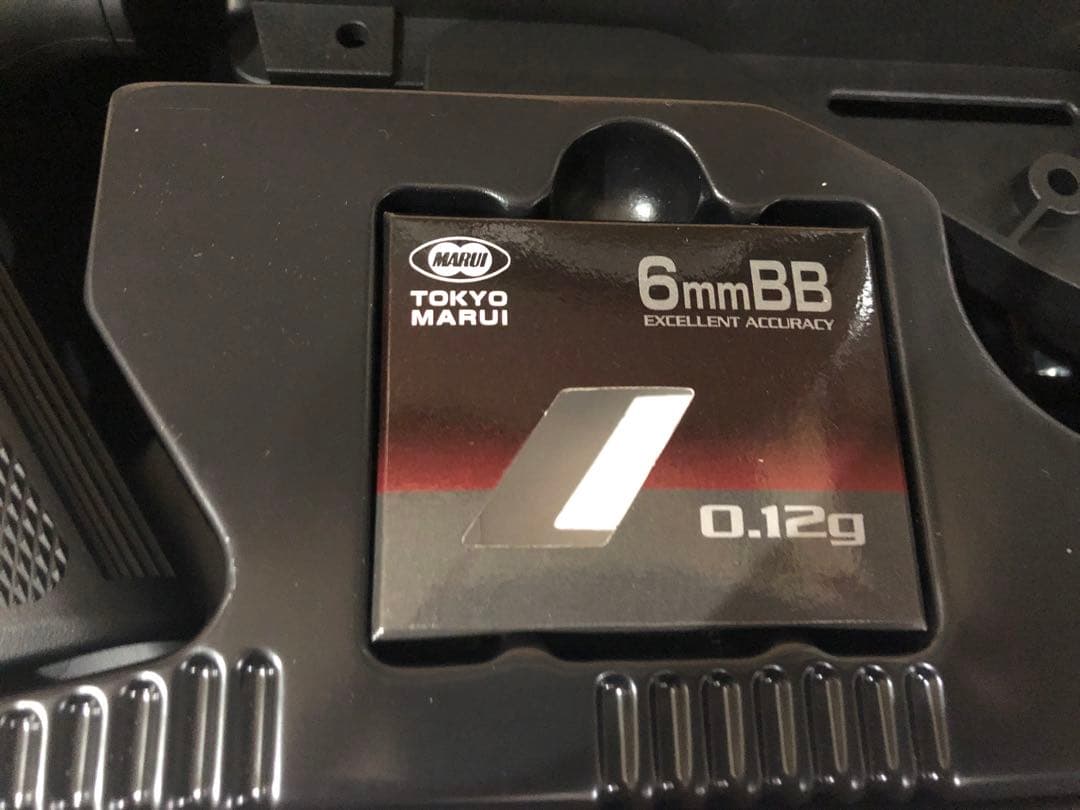 MARUI
TOKYO
MARUI
6mmBB
EXCELLENT ACCURACY
0.12g